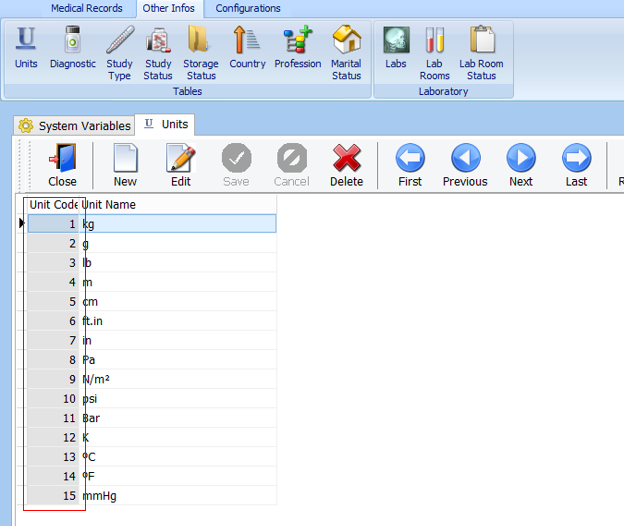 Medical Records Other Infos Configurations
U
Units Diagnostic Study Type Study Status Storage Status Country Profession Marital Status Labs Lab Rooms Lab Room Status
Tables Laboratory
System Variables U Units
Close New Edit Save Cancel Delete First Previous Next Last R
Unit Code Unit Name
1 kg
2 g
3 lb
4 m
5 cm
6 ft.in
7 in
8 Pa
9 N/m²
10 psi
11 Bar
12 K
13 ºC
14 ºF
15 mmHg